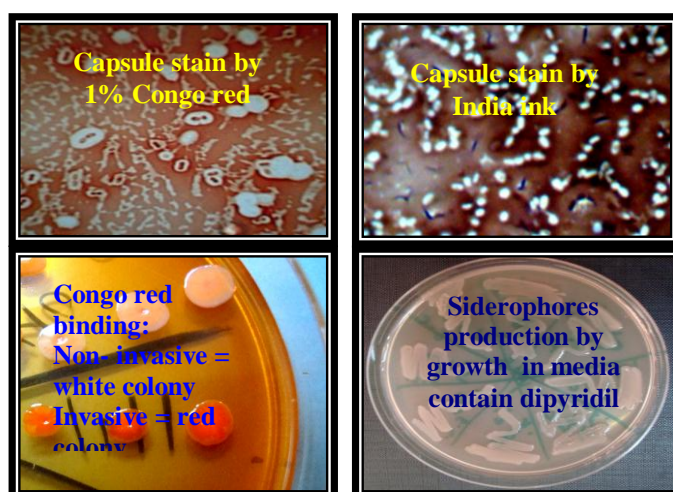 Capsule stain by
1% Congo red
Capsule stain by
India ink
Congo red
binding:
Non- invasive =
white colony
Invasive = red
colony
Siderophores
production by
growth in media
contain dipyridil